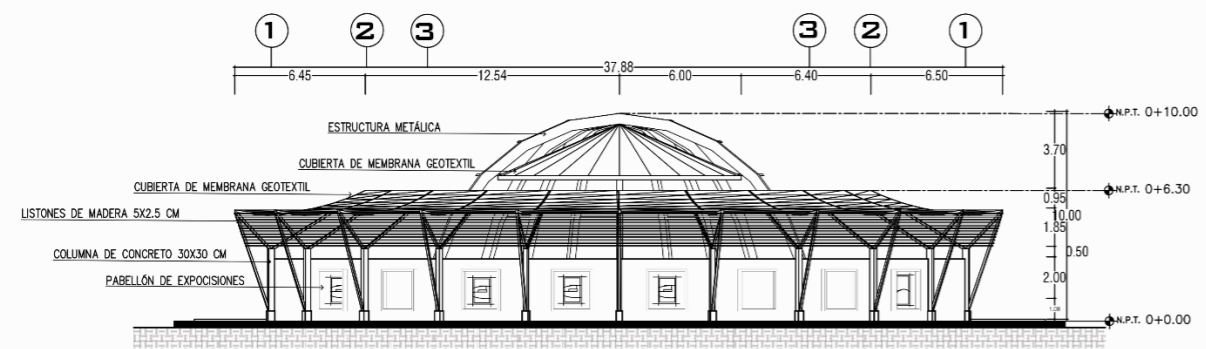 1 2 3 3 2 1
37.88
6.45 12.54 6.00 6.40 6.50
N.P.T. 0+10.00
ESTRUCTURA METÁLICA
3.70
CUBIERTA DE MEMBRANA GEOTEXTIL
CUBIERTA DE MEMBRANA GEOTEXTIL
N.P.T. 0+6.30
0.95
LISTONES DE MADERA 5X2.5 CM
10.00
1.85
COLUMNA DE CONCRETO 30X30 CM
0.50
PABELLÓN DE EXPOCISIONES
2.00
N.P.T. 0+0.00